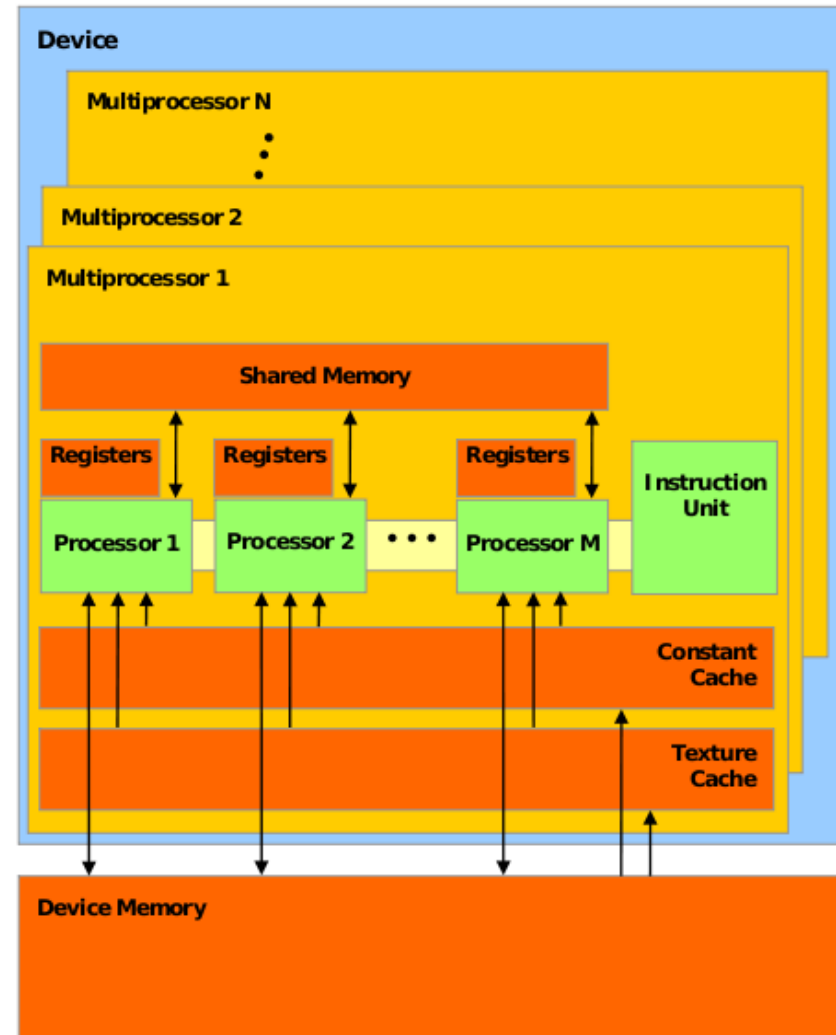 Device
Multiprocessor N
Multiprocessor 2
Multiprocessor 1
Shared Memory
Registers
Registers
Registers
Instruction
Unit
Processor 1
Processor 2
• • •
Processor M
Constant
Cache
Texture
Cache
Device Memory